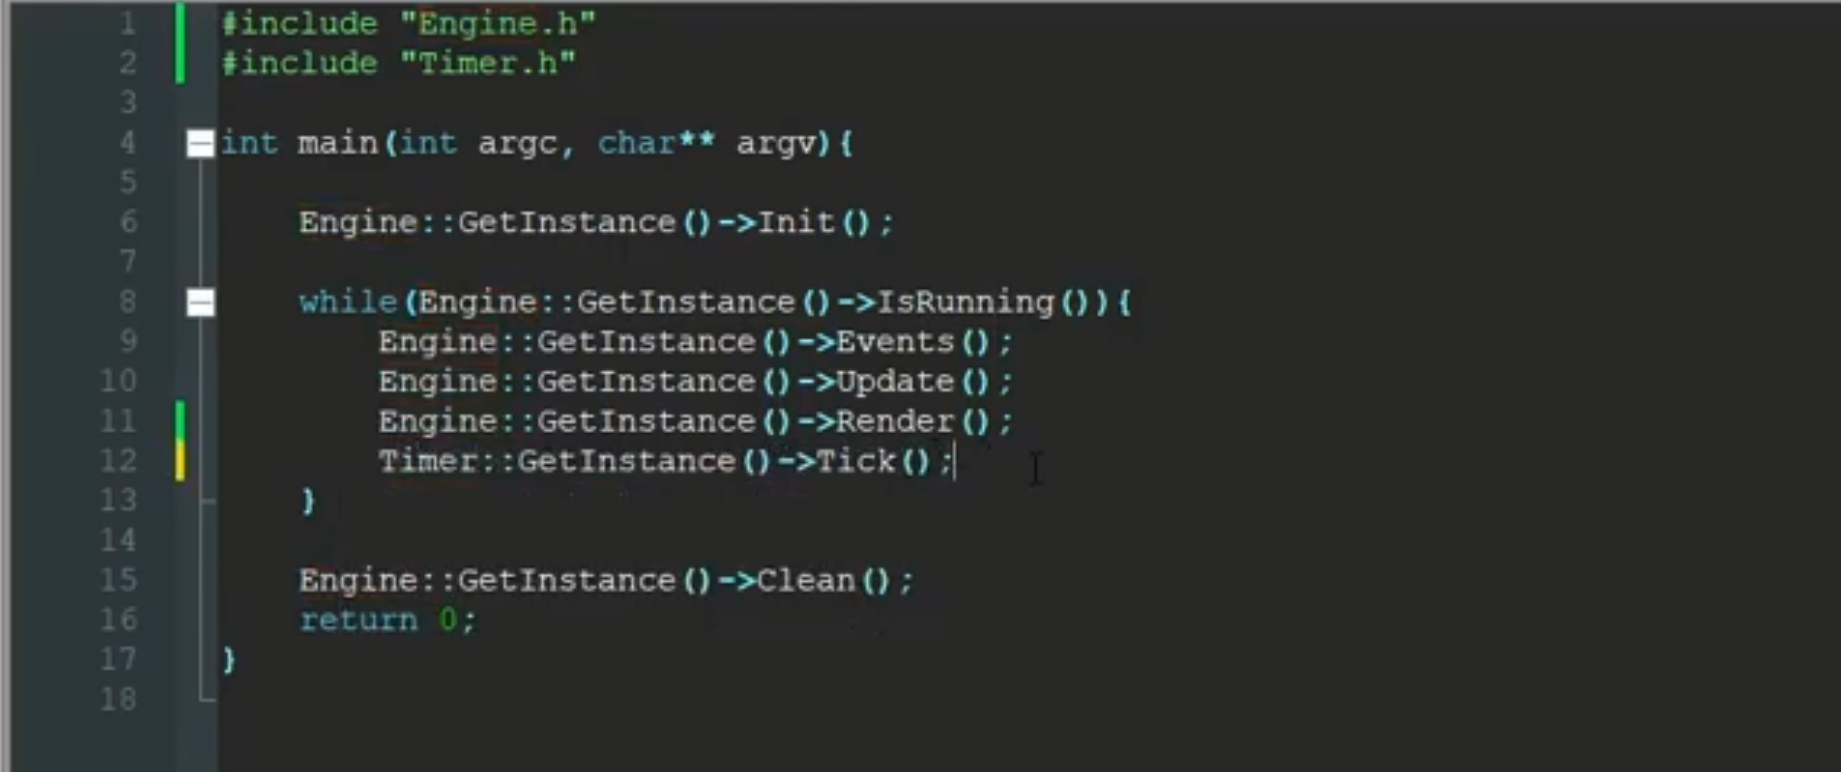 1 #include "Engine.h"
2 #include "Timer.h"
3
4 int main(int argc, char** argv){
5
6 Engine::GetInstance()->Init();
7
8 while(Engine::GetInstance()->IsRunning()){
9 Engine::GetInstance()->Events();
10 Engine::GetInstance()->Update();
11 Engine::GetInstance()->Render();
12 Timer::GetInstance()->Tick();
13 }
14
15 Engine::GetInstance()->Clean();
16 return 0;
17 }
18